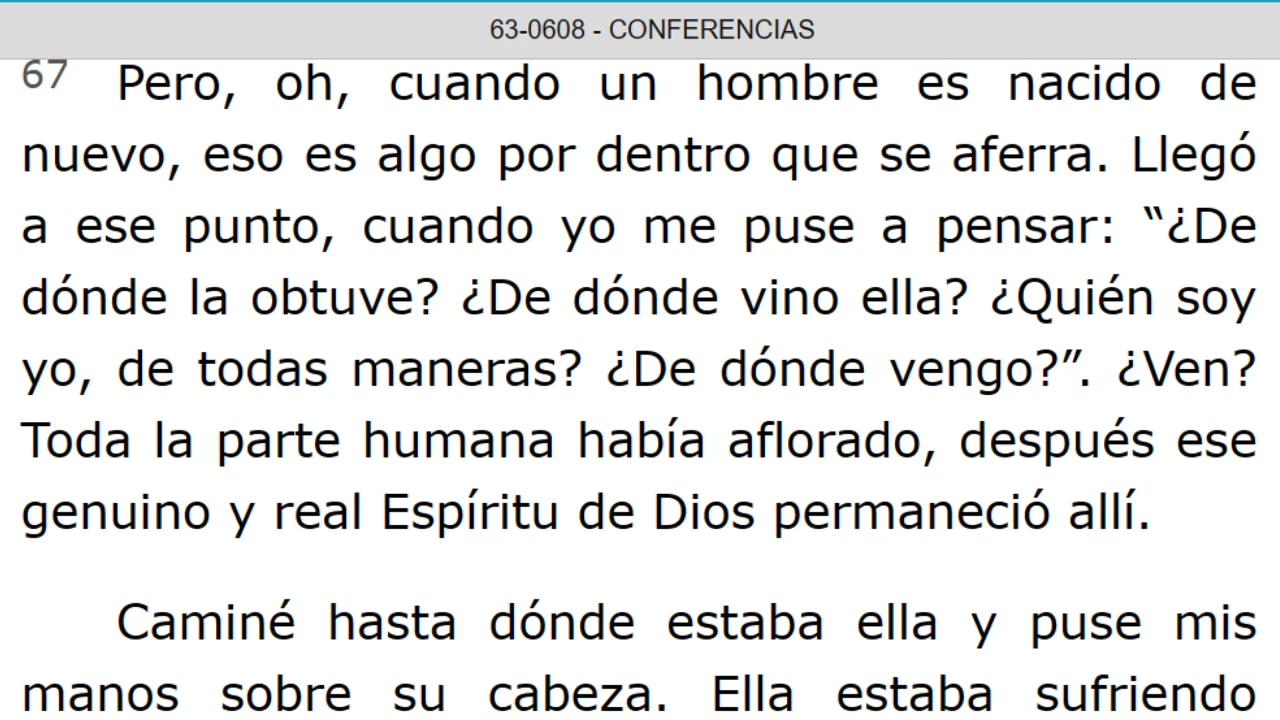 63-0608 - CONFERENCIAS
67 Pero, oh, cuando un hombre es nacido de
nuevo, eso es algo por dentro que se aferra. Llegó
a ese punto, cuando yo me puse a pensar: “¿De
dónde la obtuve? ¿De dónde vino ella? ¿Quién soy
yo, de todas maneras? ¿De dónde vengo?”. ¿Ven?
Toda la parte humana había aflorado, después ese
genuino y real Espíritu de Dios permaneció allí.
Caminé hasta dónde estaba ella y puse mis
manos sobre su cabeza. Ella estaba sufriendo